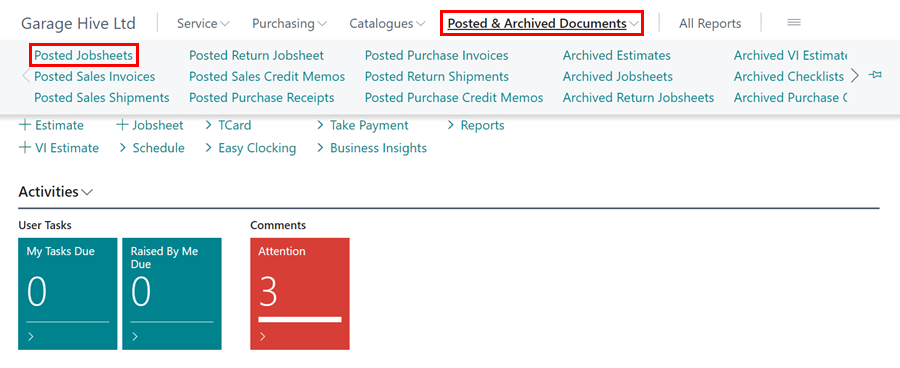 Garage Hive Ltd Service Purchasing Catalogues Posted & Archived Documents All Reports
Posted Jobsheets Posted Return Jobsheet Posted Purchase Invoices Archived Estimates Archived VI Estimate
Posted Sales Invoices Posted Sales Credit Memos Posted Return Shipments Archived Jobsheets Archived Checklists
Posted Sales Shipments Posted Purchase Receipts Posted Purchase Credit Memos Archived Return Jobsheets Archived Purchase C
+ Estimate + Jobsheet > TCard > Take Payment > Reports
+ VI Estimate > Schedule > Easy Clocking > Business Insights
Activities
User Tasks Comments
My Tasks Due Raised By Me Due Attention
0 0 3